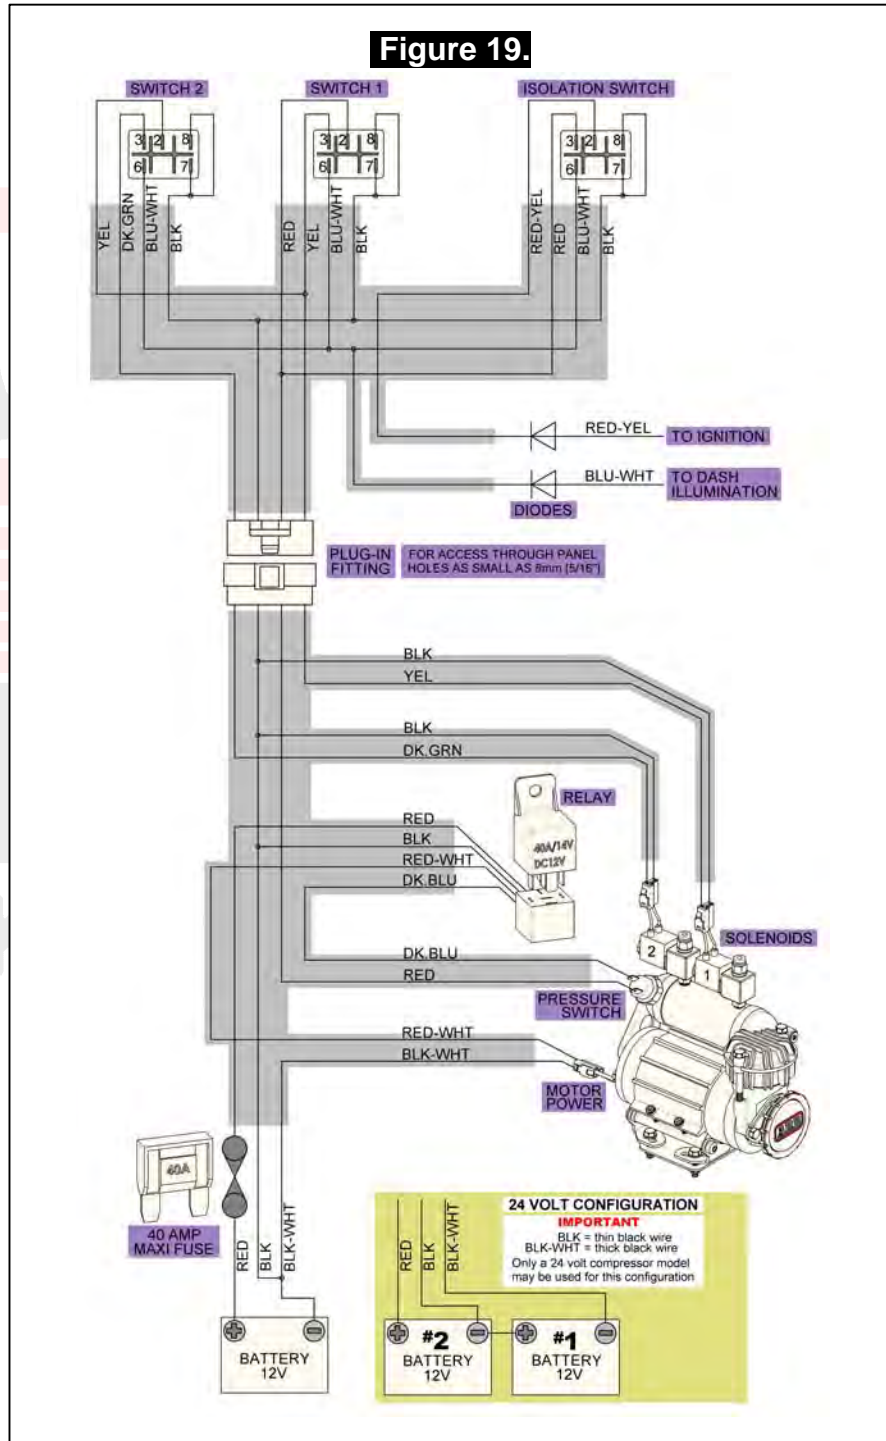 Figure 19.
SWITCH 2
SWITCH 1
ISOLATION SWITCH
3 2 8
6 7
3 2 8
6 7
3 2 8
6 7
YEL
DK.GRN
BLU-WHT
BLK
RED
YEL
BLU-WHT
BLK
RED-YEL
RED
BLU-WHT
BLK
RED-YEL
TO IGNITION
BLU-WHT
TO DASH
ILLUMINATION
DIODES
PLUG-IN
FITTING
FOR ACCESS THROUGH PANEL
HOLES AS SMALL AS 8mm (5/16")
BLK
YEL
BLK
DK.GRN
RELAY
40A/14V
DC12V
RED
BLK
RED-WHT
DK.BLU
SOLENOIDS
2
1
DK.BLU
RED
PRESSURE
SWITCH
RED-WHT
BLK-WHT
MOTOR
POWER
40A
40 AMP
MAXI FUSE
RED
BLK
BLK-WHT
+ −
BATTERY
12V
24 VOLT CONFIGURATION
IMPORTANT
BLK = thin black wire
BLK-WHT = thick black wire
Only a 24 volt compressor model
may be used for this configuration
RED
BLK
BLK-WHT
+ #2 −
BATTERY
12V
+ #1 −
BATTERY
12V